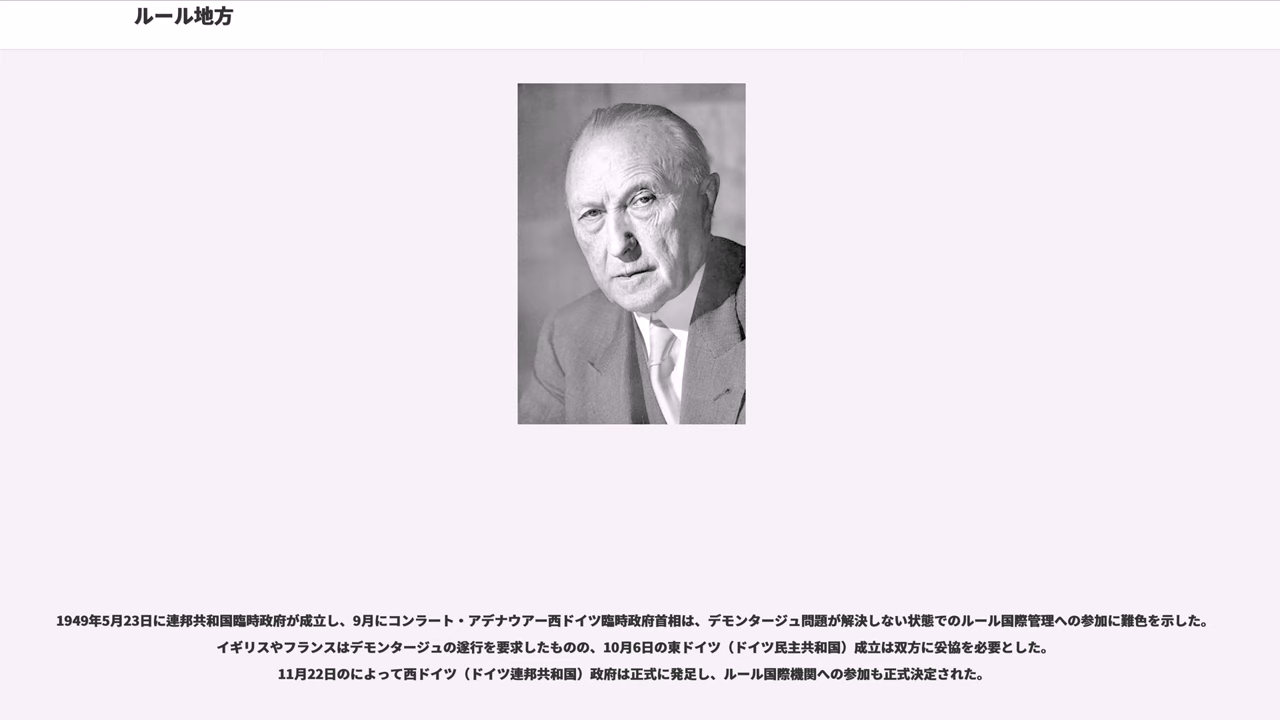 ルール地方
1949年5月23日に連邦共和国臨時政府が成立し、9月にコンラート・アデナウアー西ドイツ臨時政府首相は、デモンタージュ問題が解決しない状態でのルール国際管理への参加に難色を示した。
イギリスやフランスはデモンタージュの遂行を要求したものの、10月6日の東ドイツ（ドイツ民主共和国）成立は双方に妥協を必要とした。
11月22日のによって西ドイツ（ドイツ連邦共和国）政府は正式に発足し、ルール国際機関への参加も正式決定された。